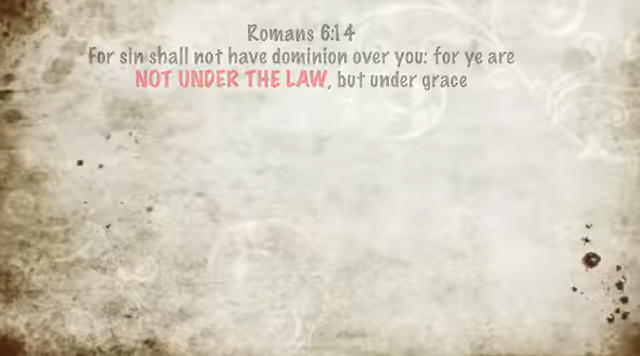 Romans 6:14
For sin shall not have dominion over you: for ye are
NOT UNDER THE LAW, but under grace